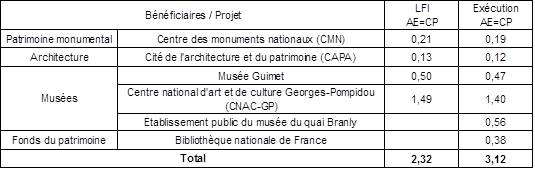 Bénéficiaires / Projet
LFI
AE=CP
Exécution
AE=CP
Patrimoine monumental
Centre des monuments nationaux (CMN)
0,21
0,19
Architecture
Cité de l'architecture et du patrimoine (CAPA)
0,13
0,12
Musées
Musée Guimet
0,50
0,47
Centre national d'art et de culture Georges-Pompidou
(CNAC-GP)
1,49
1,40
Etablissement public du musée du quai Branly
0,56
Fonds du patrimoine
Bibliothèque nationale de France
0,38
Total
2,32
3,12